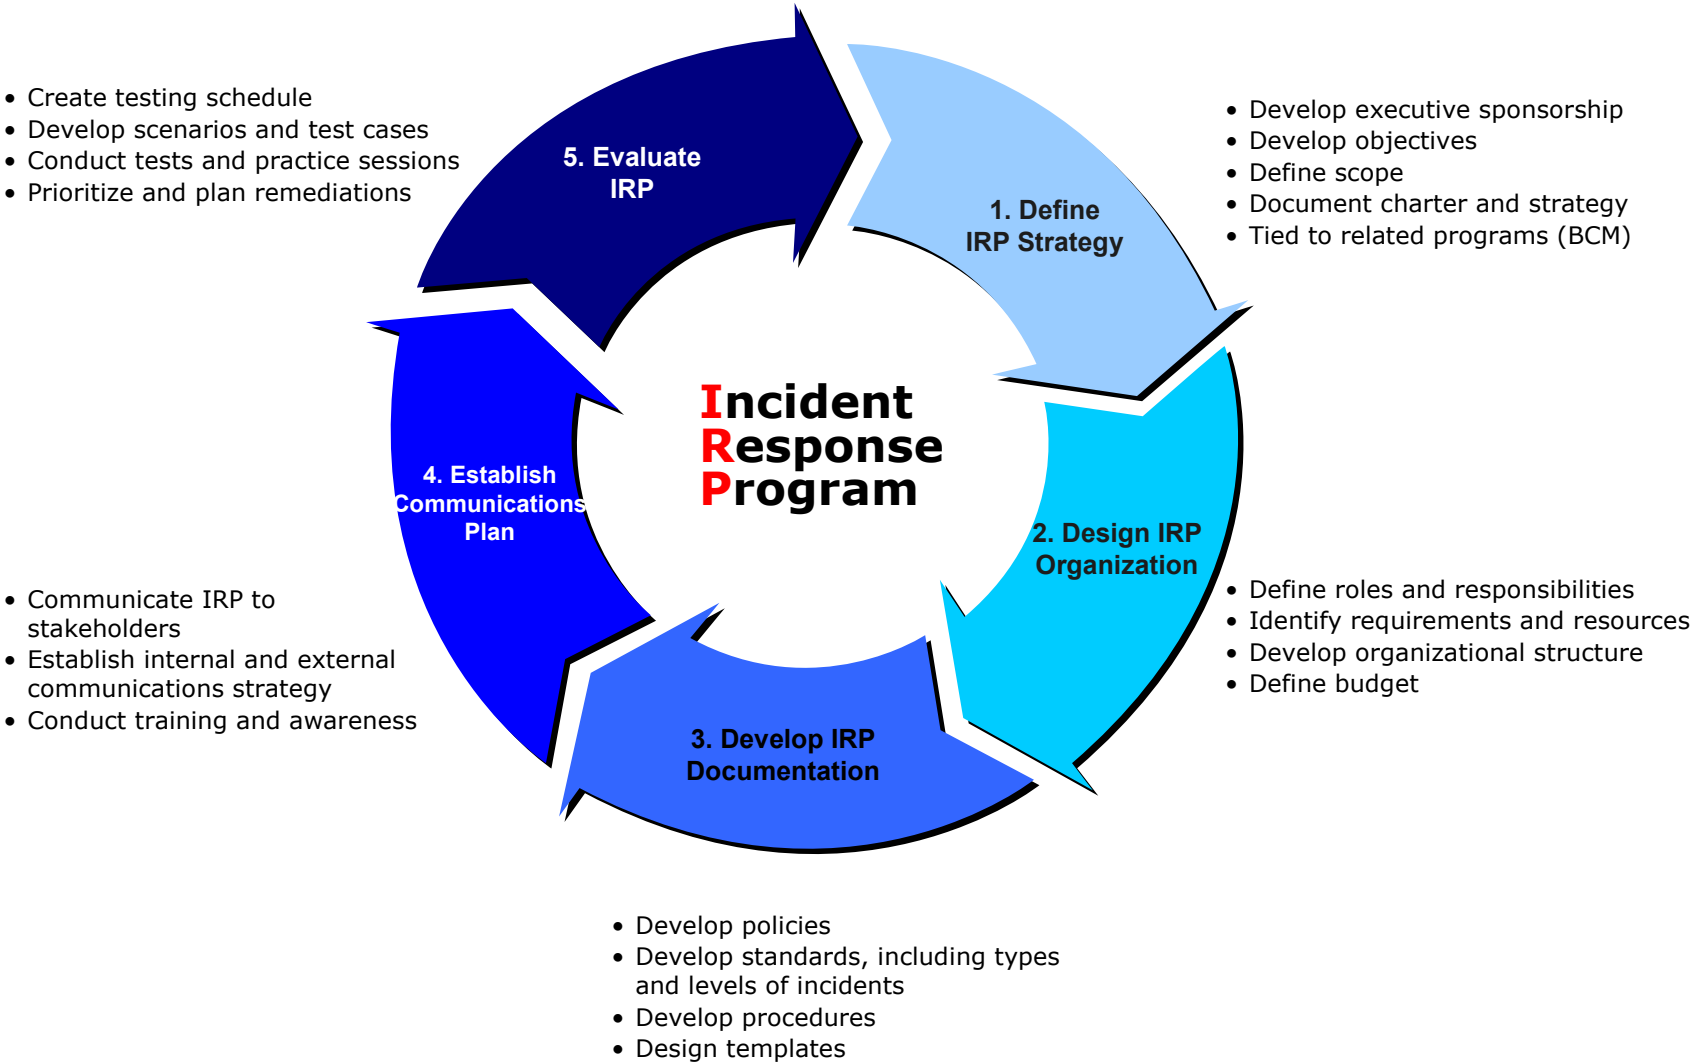 • Create testing schedule
• Develop scenarios and test cases
• Conduct tests and practice sessions
• Prioritize and plan remediations
5. Evaluate
IRP
1. Define
IRP Strategy
• Develop executive sponsorship
• Develop objectives
• Define scope
• Document charter and strategy
• Tied to related programs (BCM)
Incident
Response
Program
4. Establish
Communications
Plan
2. Design IRP
Organization
• Communicate IRP to
stakeholders
• Establish internal and external
communications strategy
• Conduct training and awareness
• Define roles and responsibilities
• Identify requirements and resources
• Develop organizational structure
• Define budget
3. Develop IRP
Documentation
• Develop policies
• Develop standards, including types
and levels of incidents
• Develop procedures
• Design templates